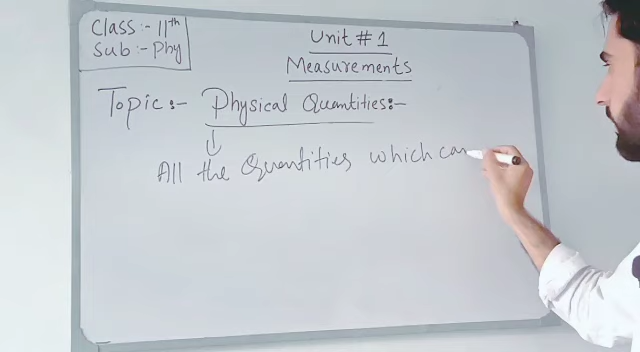 Class :- 11th
Sub :- Phy
Unit # 1
Measurements
Topic :- Physical Quantities :-
All the Quantities which can